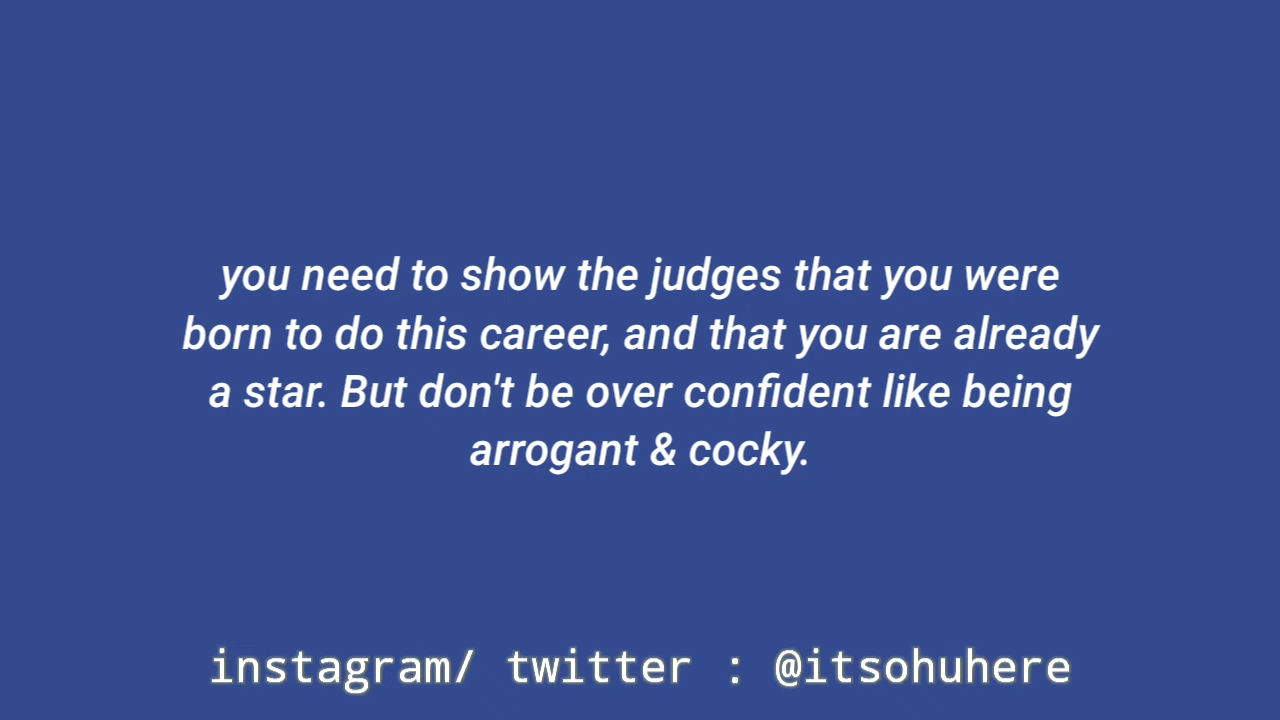 you need to show the judges that you were
born to do this career, and that you are already
a star. But don't be over confident like being
arrogant & cocky.
instagram/ twitter : @itsohuhere